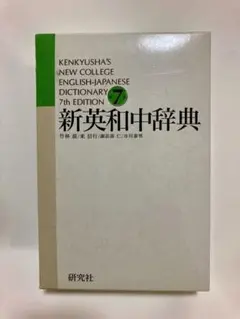 KENKYUSHA'S
NEW COLLEGE
ENGLISH-JAPANESE
DICTIONARY
7th EDITION
7
新英和中辞典
研究社